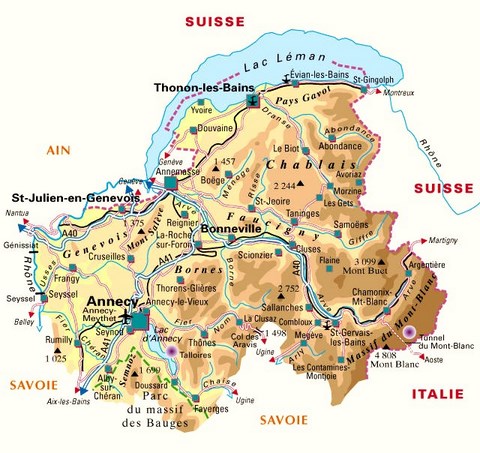 SUISSE
Lac Léman
Évian-les-Bains
St-Gingolph
Thonon-les-Bains
Montreux
Pays Gavot
Yvoire
Dranse
Douvaine
Abondance
Abondance
Rhône
AIN
Le Biot
Genève
Annemasse
1 457
Chablais
Avoriaz
Genève
Boëge
Ménoge
Risse
2 244
Morzine
SUISSE
St-Julien-en-Genevois
Les Gets
St-Jeoire
Nantua
1 375
Arve
Taninges
A40
Reignier
Faucigny
Samoëns
Mont Salève
La Roche-
sur-Foron
Bonneville
Giffre
Génissiat
Genevois
Martigny
Cluses
Cruseilles
A41
Scionzier
Rhône
Usses
Frangy
Bornes
A40
Flaine
3 099
Mont Buet
Argentière
Borne
Thorens-Glières
2 752
Seyssel
Seyssel
Annecy
Annecy-le-Vieux
Chamonix-
Mt-Blanc
Arve
Annecy-
Meythet
Sallanches
Belley
Fier
Fier
Nom
La Clusaz
Combloux
Seynod
Lac
d'Annecy
Col des
Aravis
1 498
Megève
St-Gervais-
les-Bains
Massif du Mont-Blanc
Tunnel
du Mont-Blanc
Rumilly
Chéran
A41
Thônes
Talloires
Ugine
Arly
4 808
Mont Blanc
Aoste
1 025
Semnoz
Les Contamines-
Montjoie
SAVOIE
Alby-
sur-
Chéran
1 690
Doussard
Chaise
ITALIE
Aix-les-Bains
Parc
du massif
des Bauges
Faverges
Ugine
SAVOIE